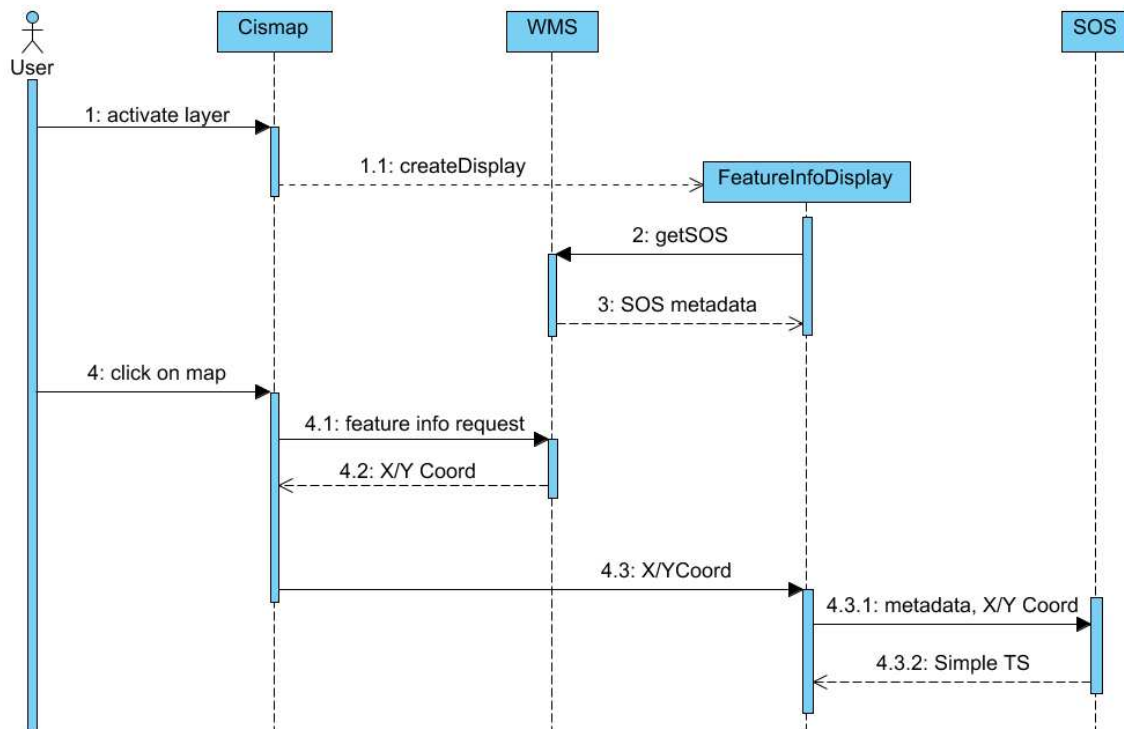 Cismap
WMS
SOS
User
1: activate layer
1.1: createDisplay
FeatureInfoDisplay
2: getSOS
3: SOS metadata
4: click on map
4.1: feature info request
4.2: X/Y Coord
4.3: X/YCoord
4.3.1: metadata, X/Y Coord
4.3.2: Simple TS